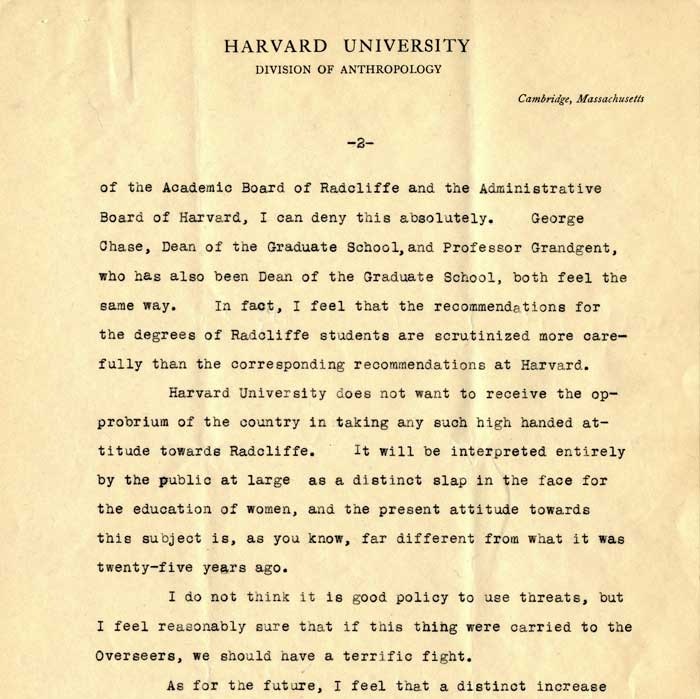 HARVARD UNIVERSITY
DIVISION OF ANTHROPOLOGY
Cambridge, Massachusetts
-2-
of the Academic Board of Radcliffe and the Administrative
Board of Harvard, I can deny this absolutely. George
Chase, Dean of the Graduate School,and Professor Grandgent,
who has also been Dean of the Graduate School, both feel the
same way. In fact, I feel that the recommendations for
the degrees of Radcliffe students are scrutinized more care-
fully than the corresponding recommendations at Harvard.
Harvard University does not want to receive the op-
probrium of the country in taking any such high handed at-
titude towards Radcliffe. It will be interpreted entirely
by the public at large as a distinct slap in the face for
the education of women, and the present attitude towards
this subject is, as you know, far different from what it was
twenty-five years ago.
I do not think it is good policy to use threats, but
I feel reasonably sure that if this thing were carried to the
Overseers, we should have a terrific fight.
As for the future, I feel that a distinct increase